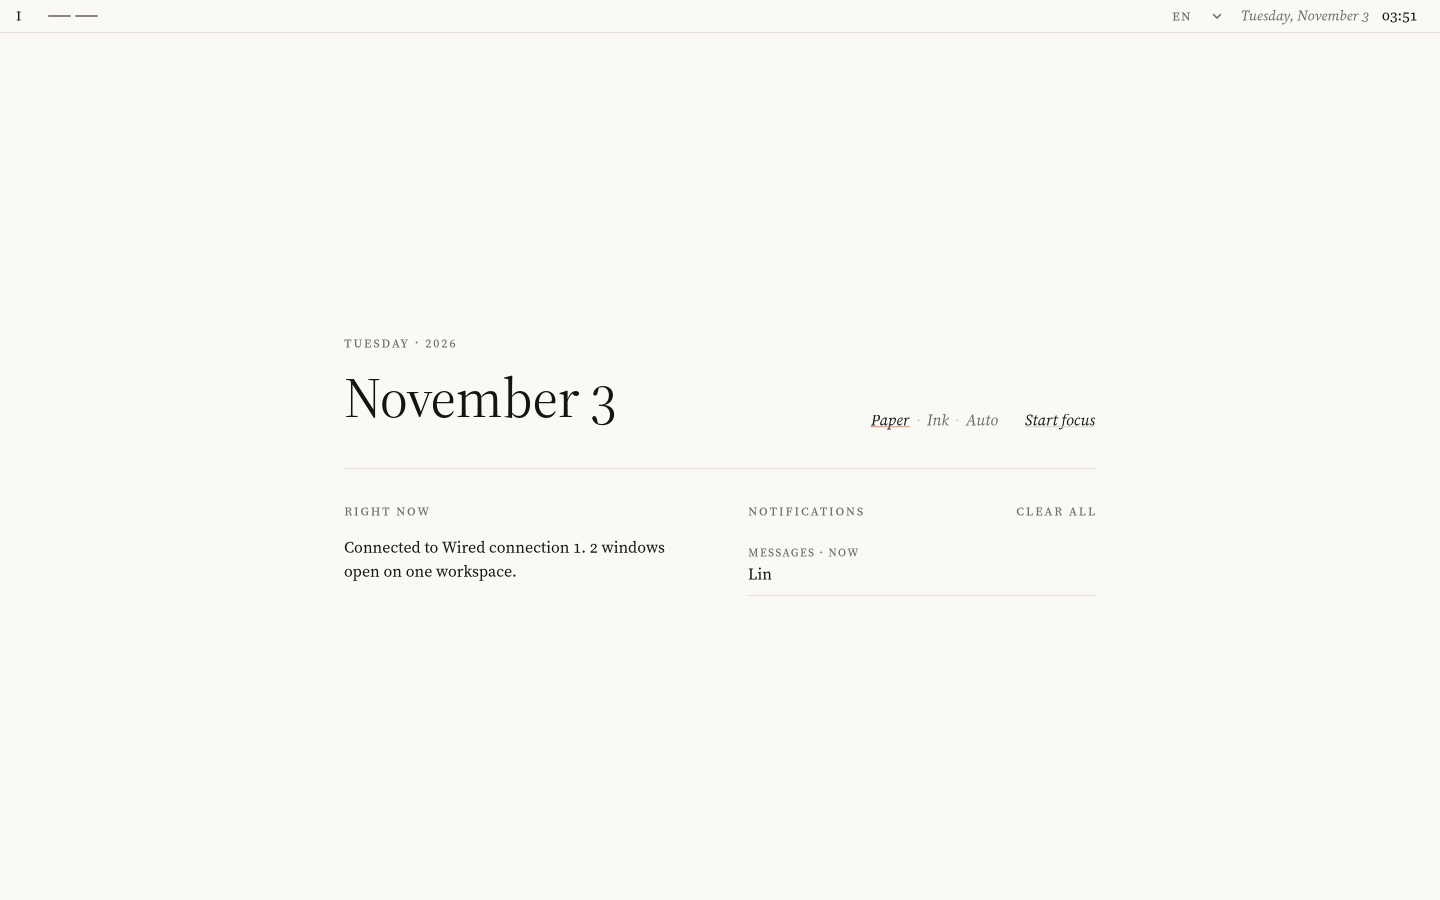 I
EN
Tuesday, November 3 03:51
TUESDAY · 2026
November 3
Paper · Ink · Auto Start focus
RIGHT NOW
Connected to Wired connection 1. 2 windows
open on one workspace.
NOTIFICATIONS
CLEAR ALL
MESSAGES · NOW
Lin